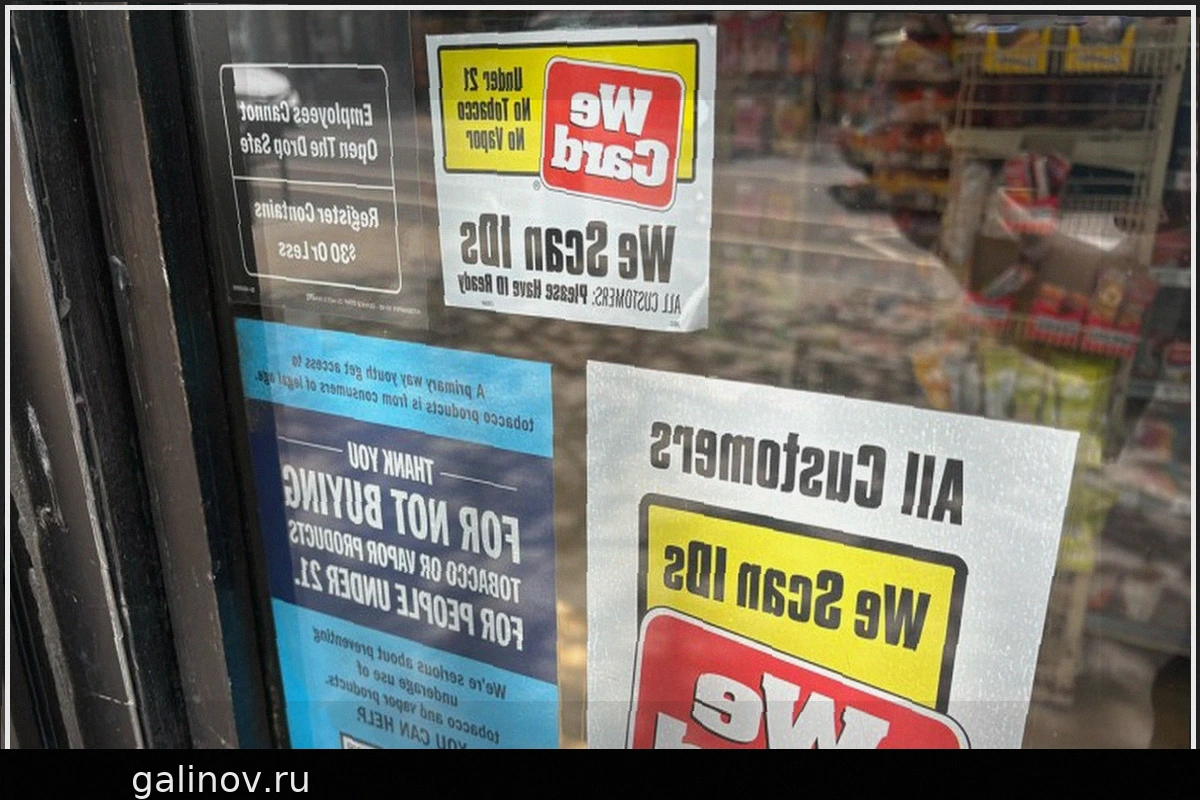 Employees Cannot
Open The Drop Safe
Register Contains
$30 Or Less
Under 21
No Tobacco
No Vapor
We
Card
®
We Scan IDs
ALL CUSTOMERS: Please Have ID Ready
A primary way youth get access to
tobacco products is from consumers of legal age.
THANK YOU
FOR NOT BUYING
TOBACCO OR VAPOR PRODUCTS
FOR PEOPLE UNDER 21.
We're serious about preventing
underage use of
tobacco and vapor products.
YOU CAN HELP
All Customers
We Scan IDs
We
galinov.ru